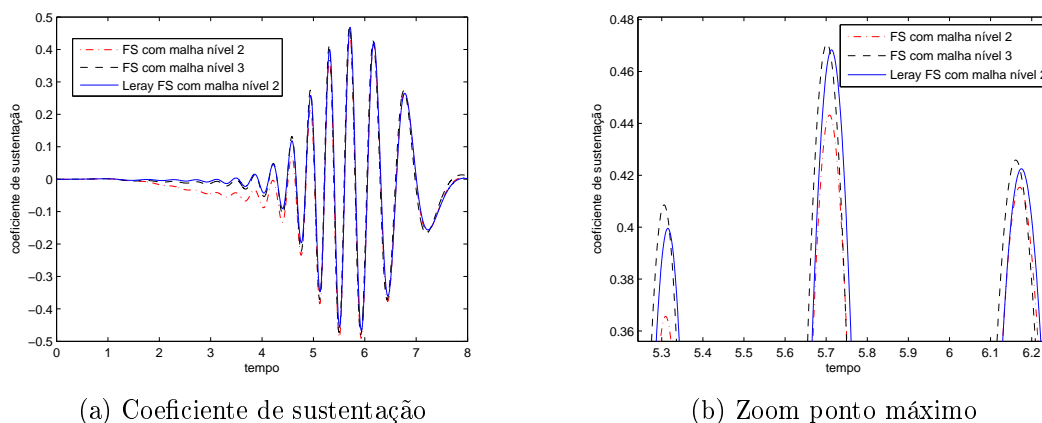 0.5
0.4
0.3
0.2
0.1
0
−0.1
−0.2
−0.3
−0.4
−0.5
coeficiente de sustentação
FS com malha nível 2
FS com malha nível 3
Leray FS com malha nível 2
0 1 2 3 4 5 6 7 8
tempo
(a) Coeficiente de sustentação
0.48
0.46
0.44
0.42
0.4
0.38
0.36
coeficiente de sustentação
FS com malha nível 2
FS com malha nível 3
Leray FS com malha nível 2
5.3 5.4 5.5 5.6 5.7 5.8 5.9 6 6.1 6.2
tempo
(b) Zoom ponto máximo